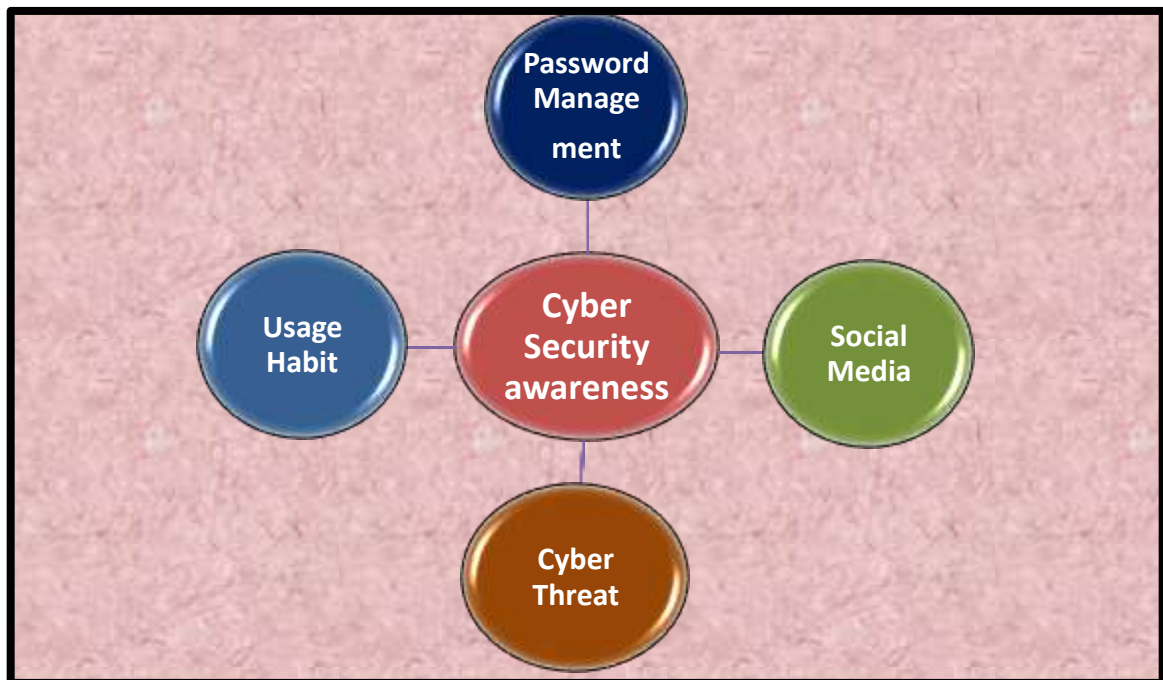 Password
Manage
ment
Usage
Habit
Cyber
Security
awareness
Social
Media
Cyber
Threat